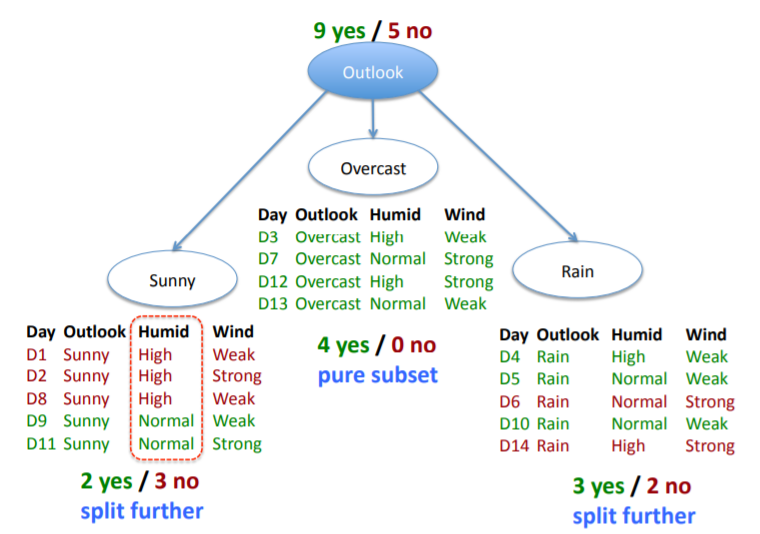 9 yes / 5 no
Outlook
Overcast
Day Outlook Humid Wind
D3 Overcast High Weak
D7 Overcast Normal Strong
D12 Overcast High Strong
D13 Overcast Normal Weak
4 yes / 0 no
pure subset
Sunny
Day Outlook Humid Wind
D1 Sunny High Weak
D2 Sunny High Strong
D8 Sunny High Weak
D9 Sunny Normal Weak
D11 Sunny Normal Strong
2 yes / 3 no
split further
Rain
Day Outlook Humid Wind
D4 Rain High Weak
D5 Rain Normal Weak
D6 Rain Normal Strong
D10 Rain Normal Weak
D14 Rain High Strong
3 yes / 2 no
split further